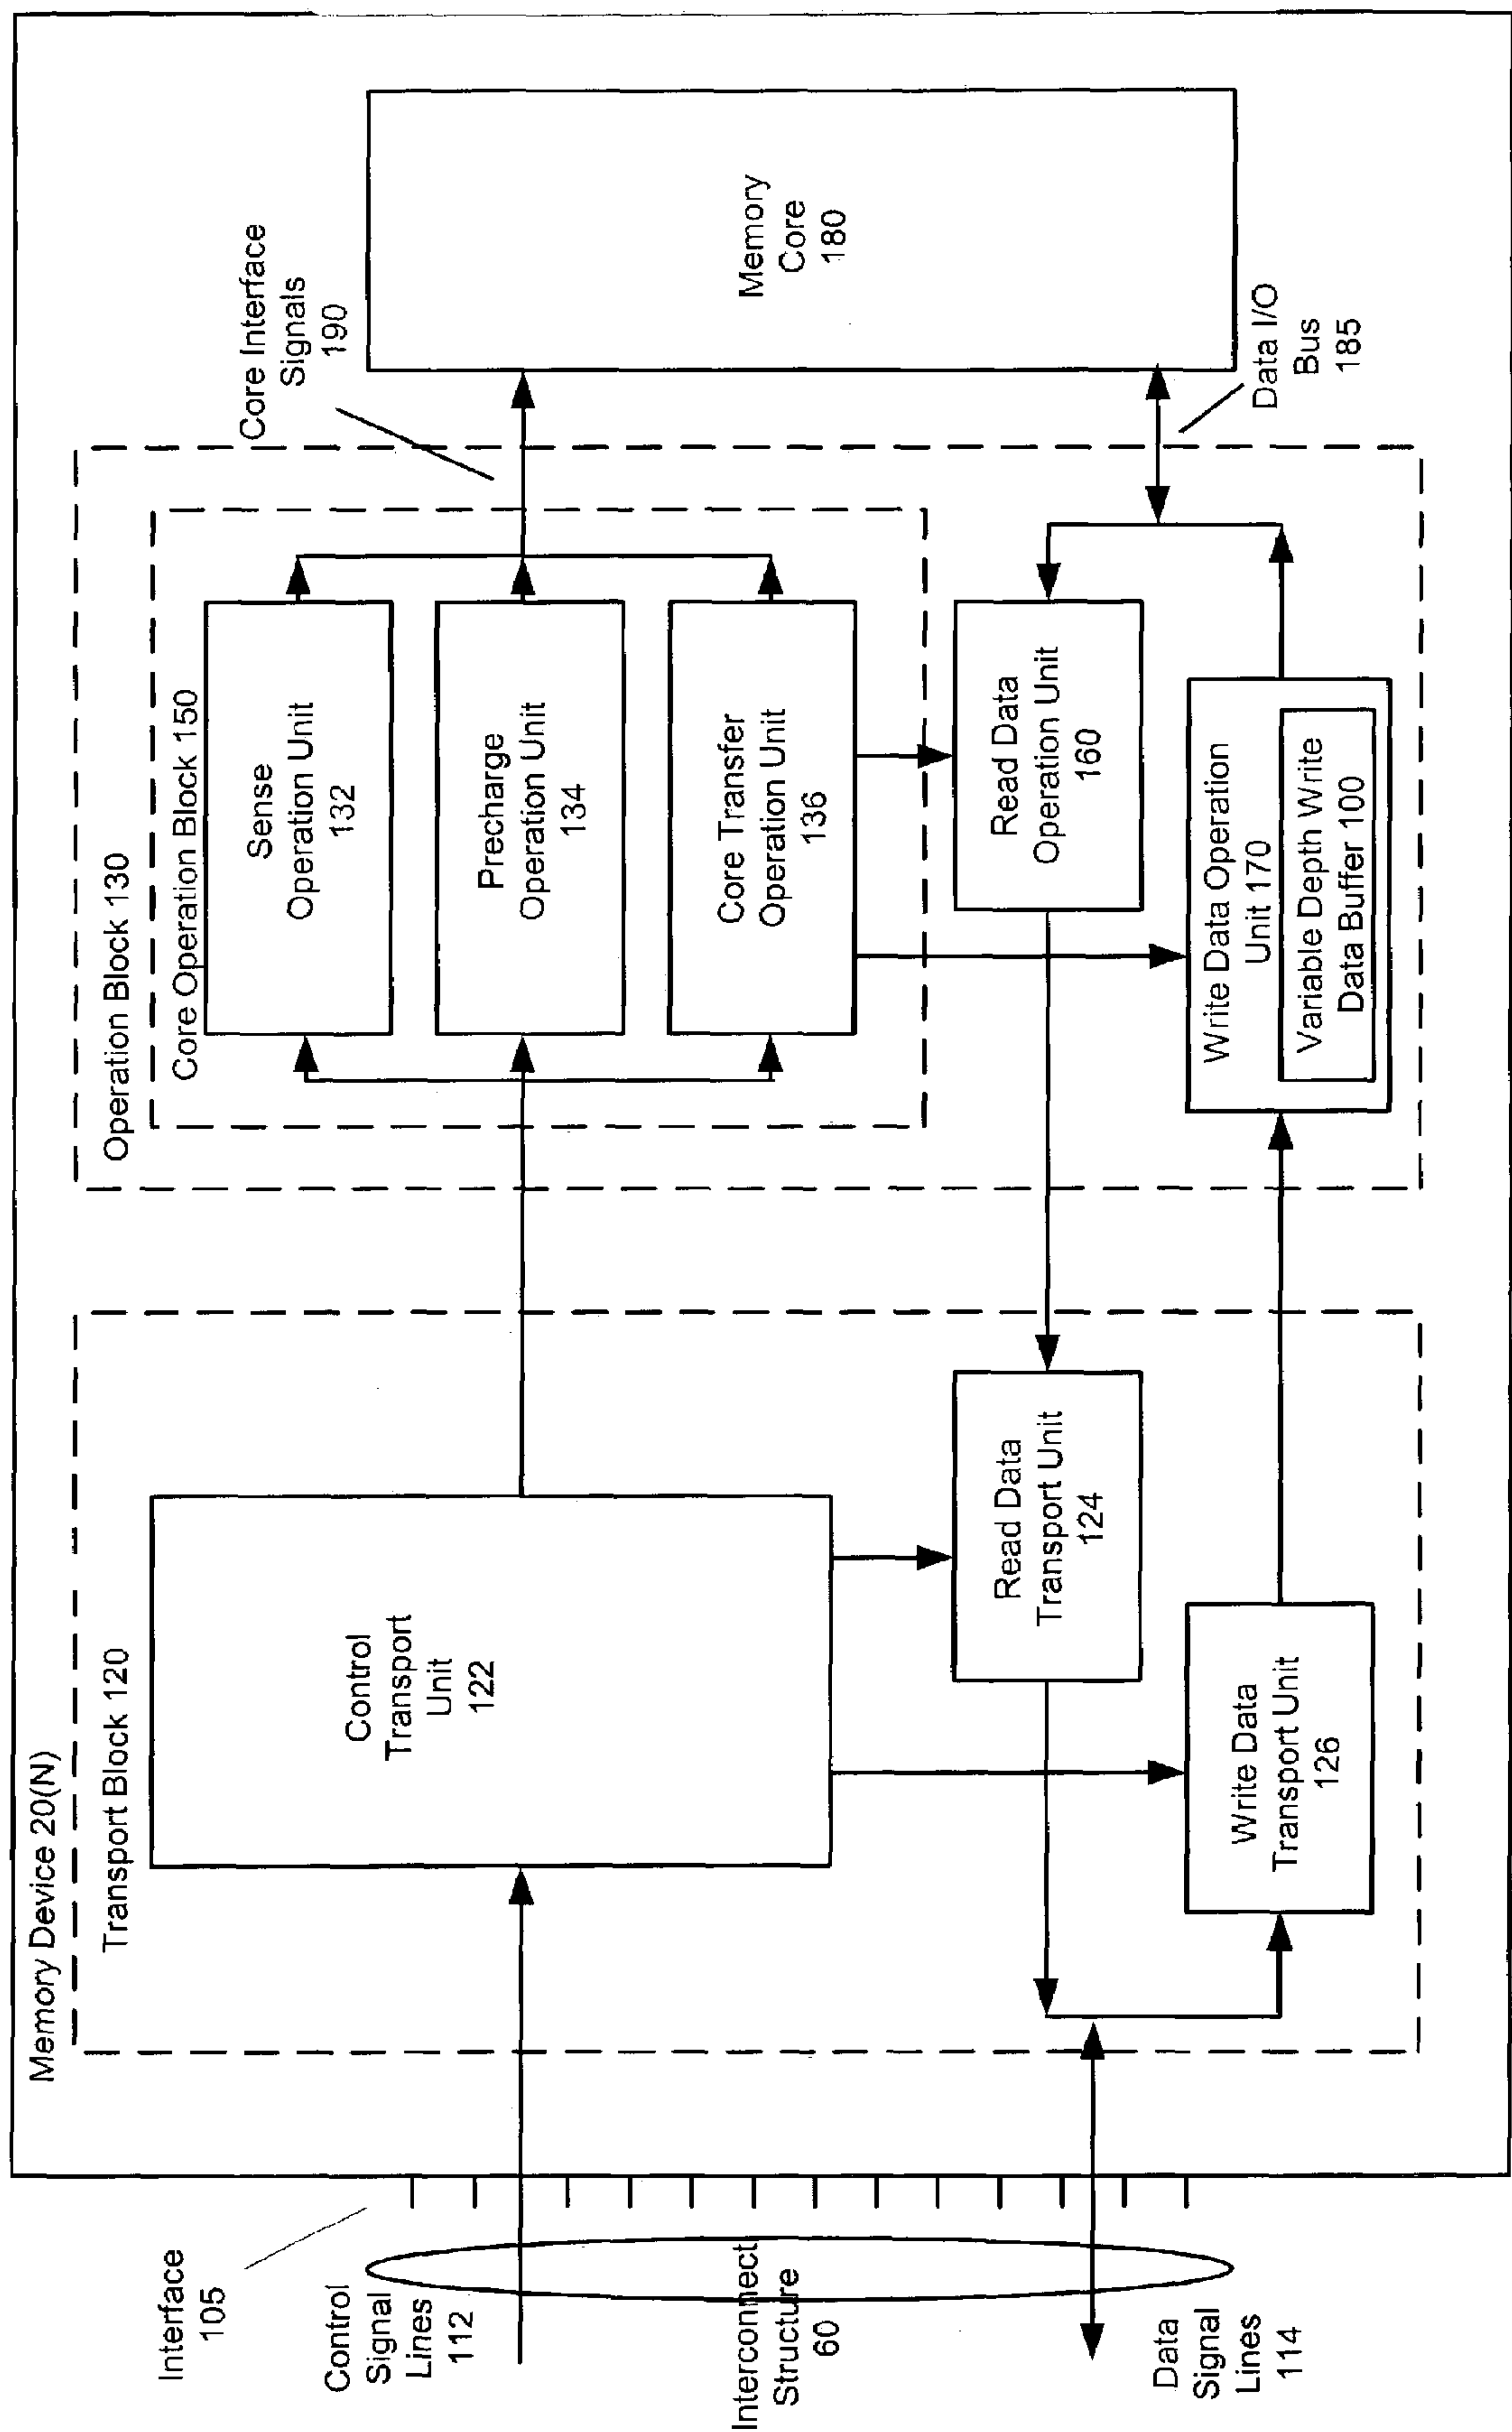 Memory Device 20(N)
Transport Block 120
Operation Block 130
Core Operation Block 150
Interface
105
Control
Signal
Lines
112
Interconnect
Structure
60
Data
Signal
Lines
114
Control
Transport
Unit
122
Read Data
Transport Unit
124
Write Data
Transport Unit
126
Sense
Operation Unit
132
Precharge
Operation Unit
134
Core Transfer
Operation Unit
136
Read Data
Operation Unit
160
Write Data Operation
Unit 170
Variable Depth Write
Data Buffer 100
Core Interface
Signals
190
Memory
Core
180
Data I/O
Bus
185